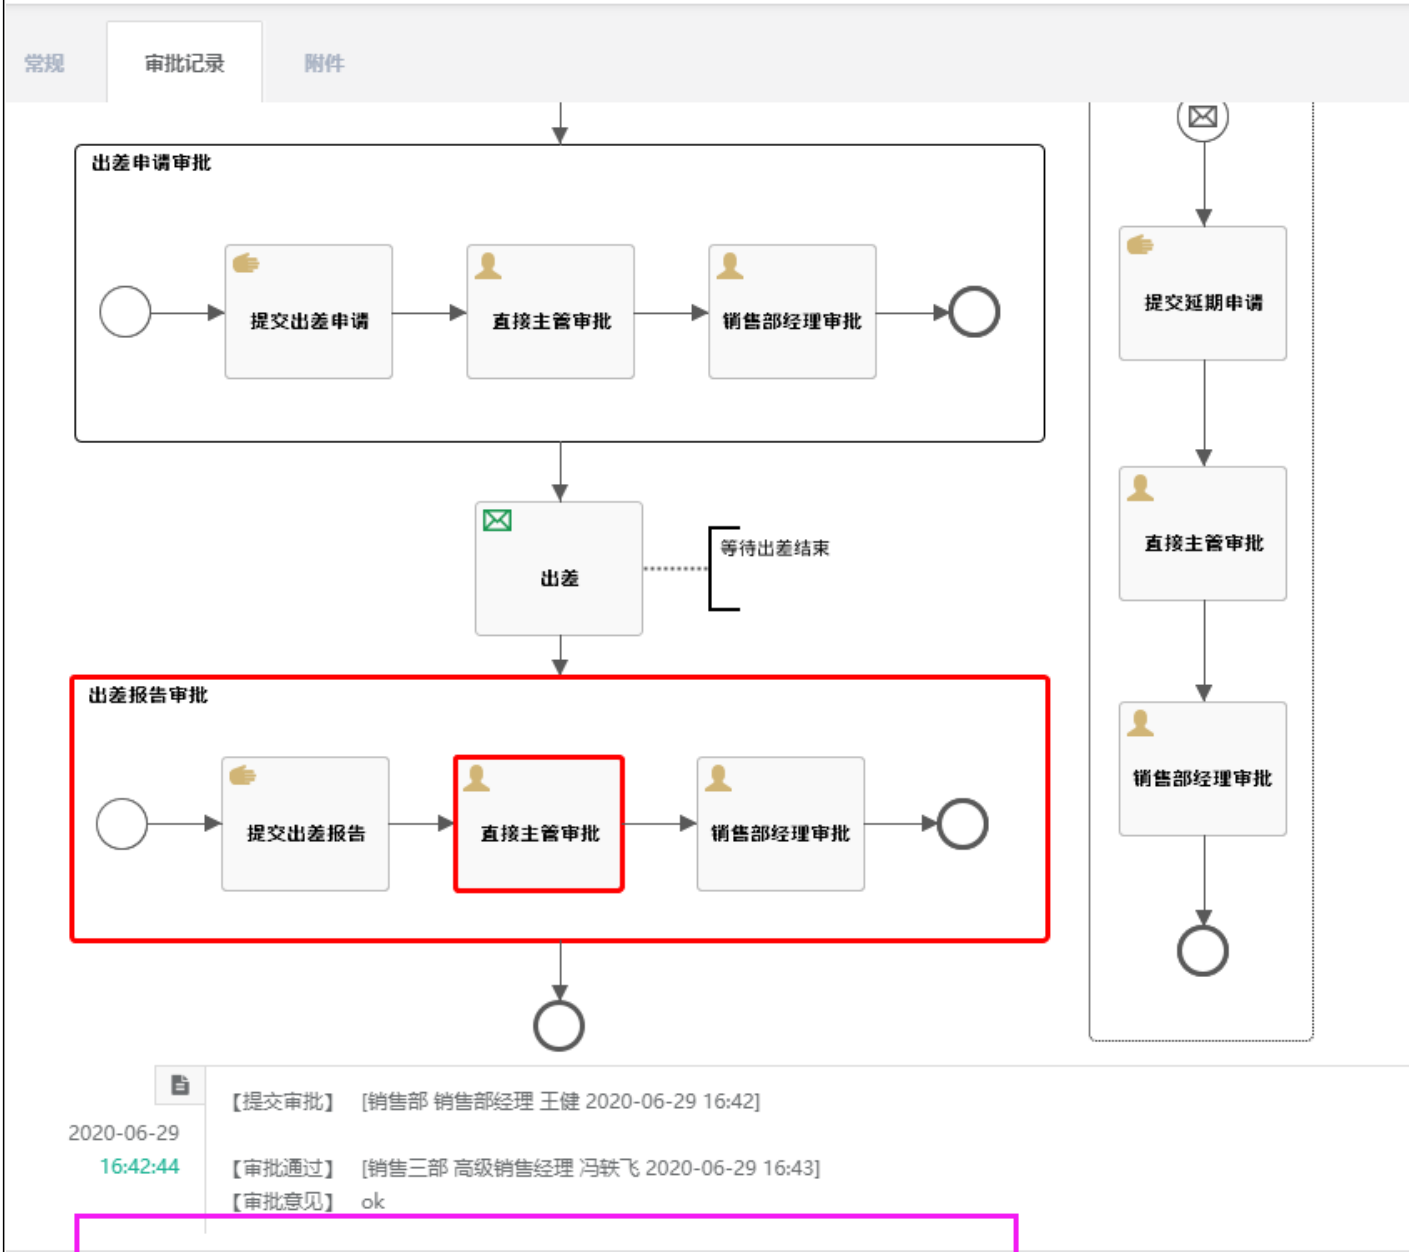 常规
审批记录
附件
出差申请审批
提交出差申请
直接主管审批
销售部经理审批
提交延期申请
直接主管审批
等待出差结束
出差
出差报告审批
提交出差报告
直接主管审批
销售部经理审批
销售部经理审批
【提交审批】 [销售部 销售部经理 王健 2020-06-29 16:42]
2020-06-29
16:42:44
【审批通过】 [销售三部 高级销售经理 冯轶飞 2020-06-29 16:43]
【审批意见】 ok